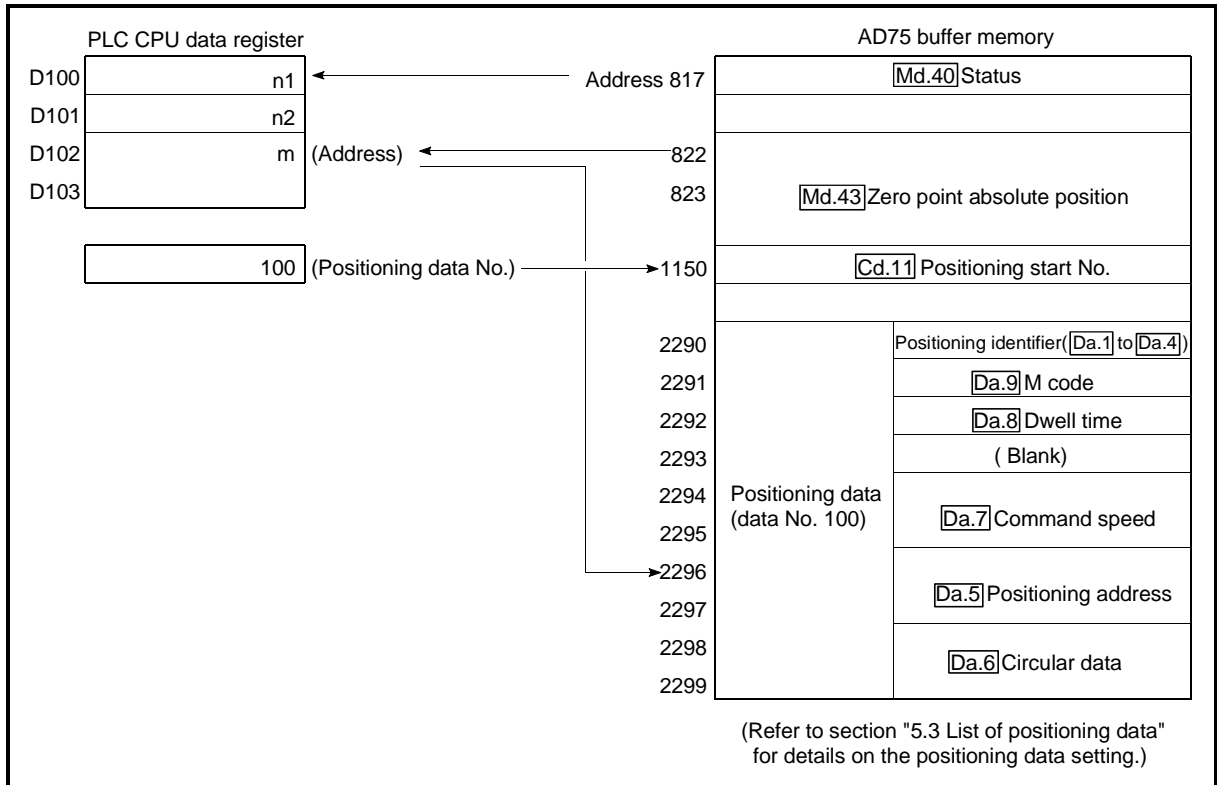 PLC CPU data register
AD75 buffer memory
D100 n1 Address 817 Md.40 Status
D101 n2
D102 m (Address) 822
D103 823 Md.43 Zero point absolute position
100 (Positioning data No.) 1150 Cd.11 Positioning start No.
2290 Positioning identifier(Da.1 to Da.4)
2291 Da.9 M code
2292 Da.8 Dwell time
2293 ( Blank)
2294 Positioning data
(data No. 100) Da.7 Command speed
2295
2296
Da.5 Positioning address
2297
2298
Da.6 Circular data
2299
(Refer to section "5.3 List of positioning data"
for details on the positioning data setting.)